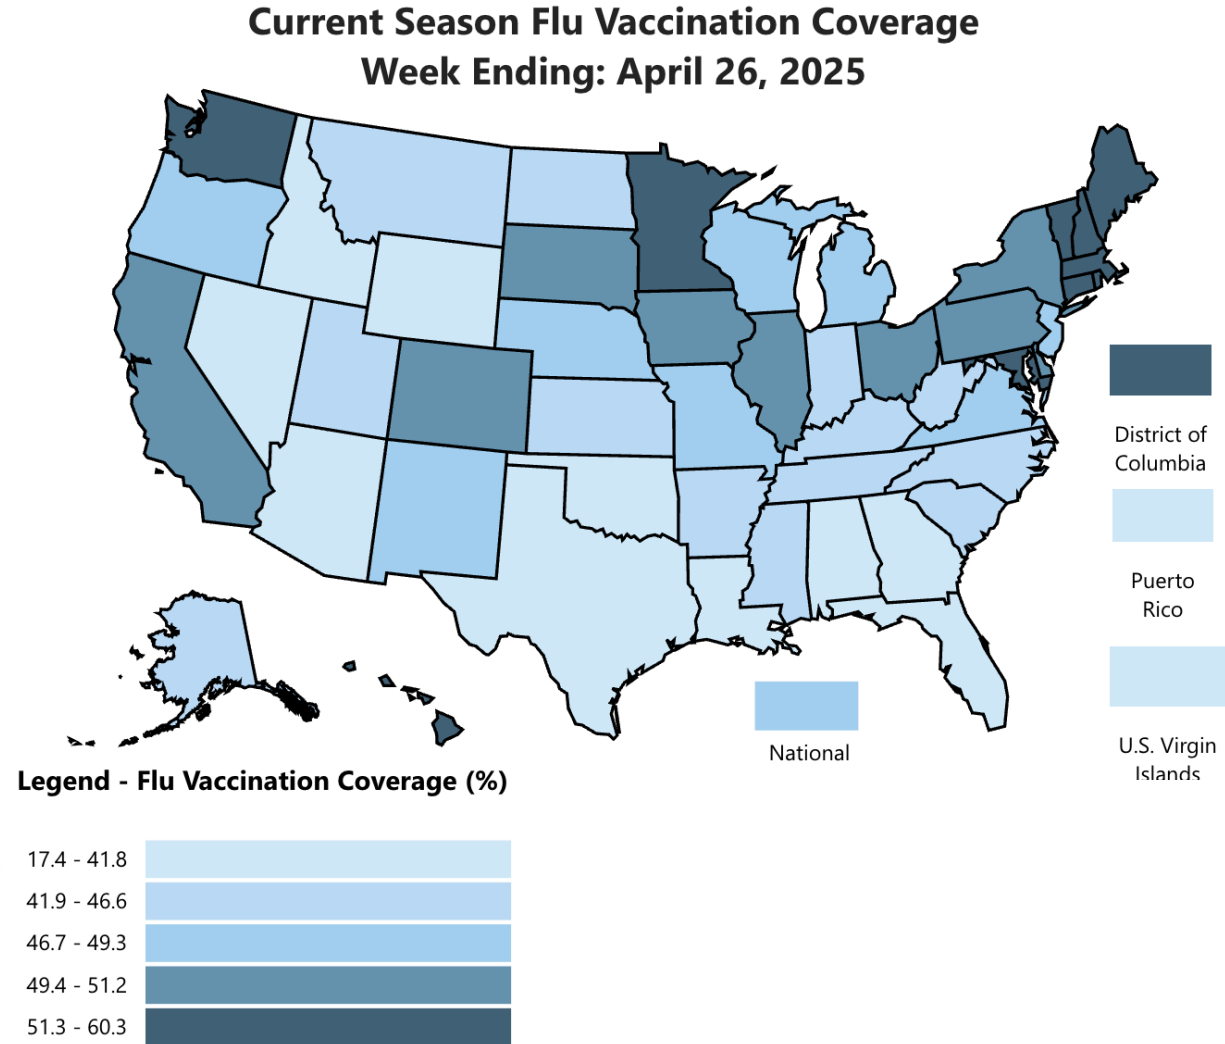 Current Season Flu Vaccination Coverage
Week Ending: April 26, 2025
District of
Columbia
Puerto
Rico
U.S. Virgin
Islands
National
Legend - Flu Vaccination Coverage (%)
17.4 - 41.8
41.9 - 46.6
46.7 - 49.3
49.4 - 51.2
51.3 - 60.3